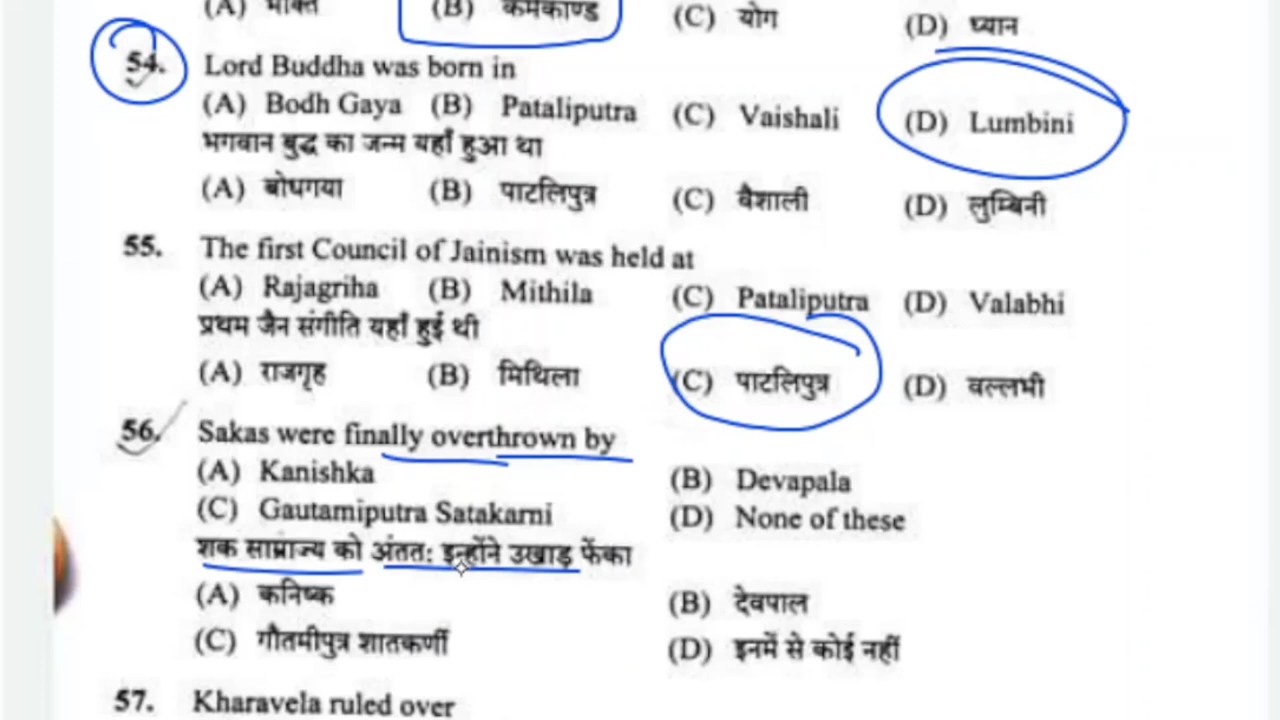 (A) भक्ति (B) कर्मकाण्ड (C) योग (D) ध्यान
54. Lord Buddha was born in
(A) Bodh Gaya (B) Pataliputra (C) Vaishali (D) Lumbini
भगवान बुद्ध का जन्म यहाँ हुआ था
(A) बोधगया (B) पाटलिपुत्र (C) वैशाली (D) लुम्बिनी
55. The first Council of Jainism was held at
(A) Rajagriha (B) Mithila (C) Pataliputra (D) Valabhi
प्रथम जैन संगीति यहाँ हुई थी
(A) राजगृह (B) मिथिला (C) पाटलिपुत्र (D) वल्लभी
56. Sakas were finally overthrown by
(A) Kanishka (B) Devapala
(C) Gautamiputra Satakarni (D) None of these
शक साम्राज्य को अंततः इन्होंने उखाड़ फेंका
(A) कनिष्क (B) देवपाल
(C) गौतमीपुत्र शातकर्णी (D) इनमें से कोई नहीं
57. Kharavela ruled over